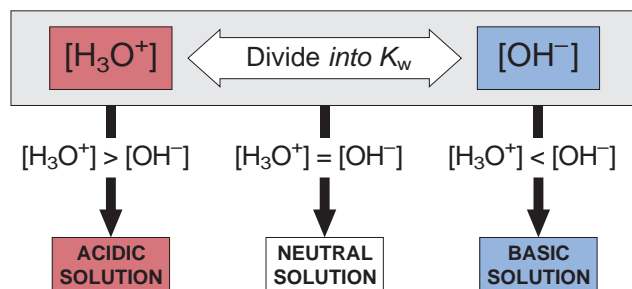 [H₃O⁺] Divide into Kw [OH⁻]
[H₃O⁺] > [OH⁻] [H₃O⁺] = [OH⁻] [H₃O⁺] < [OH⁻]
ACIDIC
SOLUTION
NEUTRAL
SOLUTION
BASIC
SOLUTION